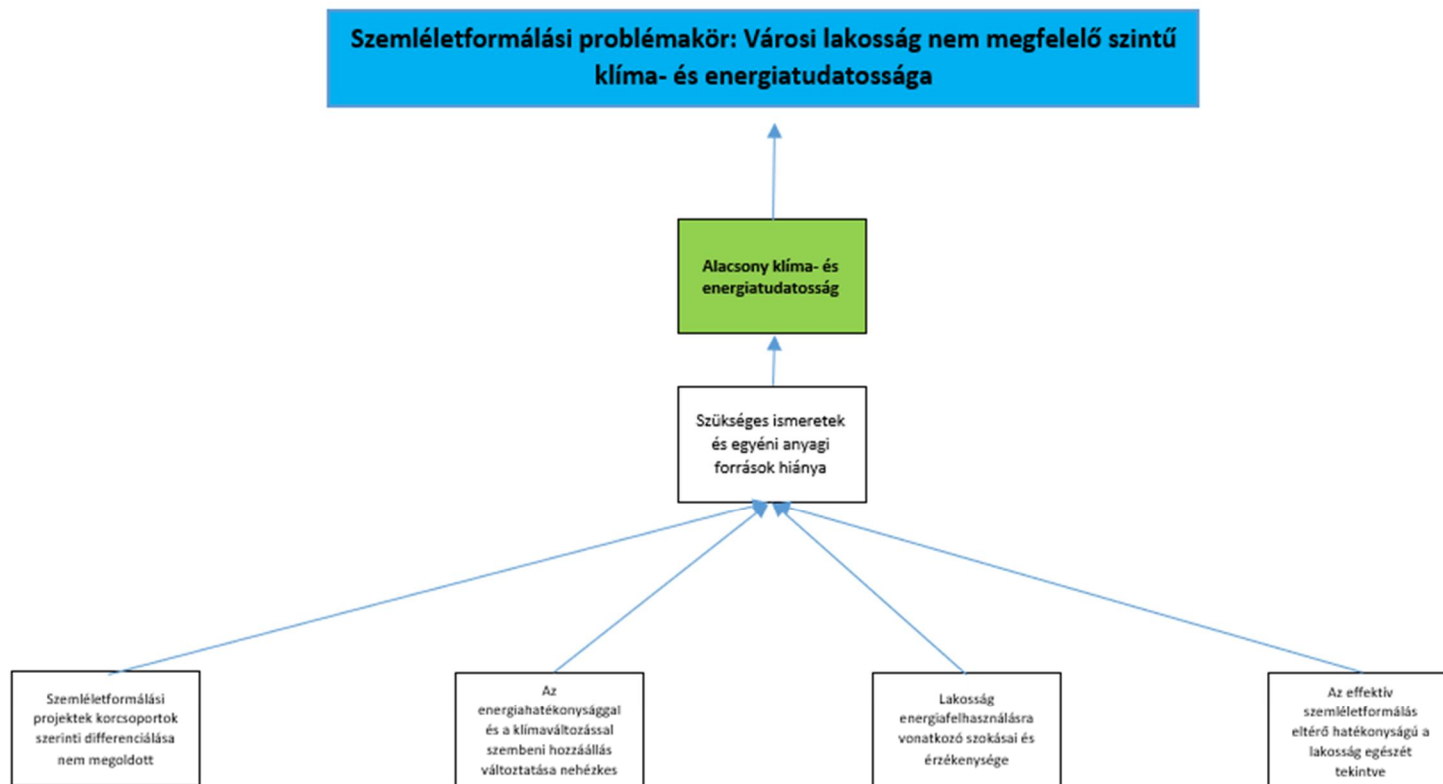 Szemléletformálási problémakör: Városi lakosság nem megfelelő szintű
klíma- és energiatudatossága
Alacsony klíma- és
energiatudatosság
Szükséges ismeretek
és egyéni anyagi
források hiánya
Szemléletformálási
projektek korcsoportok
szerinti differenciálása
nem megoldott
Az
energiahatékonysággal
és a klímaváltozással
szembeni hozzáállás
változtatása nehézkes
Lakosság
energiafelhasználásra
vonatkozó szokásai és
érzékenysége
Az effektív
szemléletformálás
eltérő hatékonyságú a
lakosság egészét
tekintve